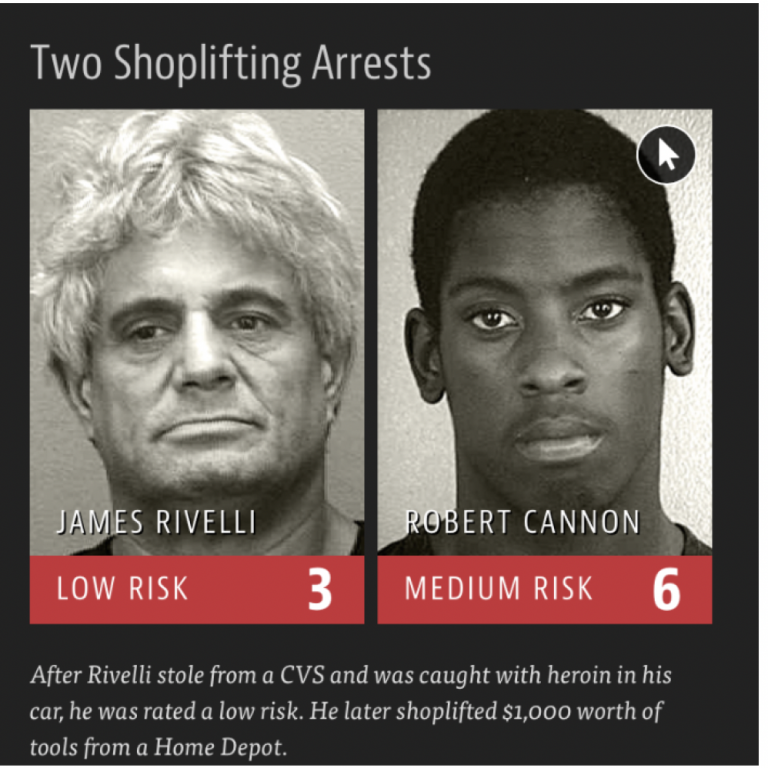 Two Shoplifting Arrests
JAMES RIVELLI
ROBERT CANNON
LOW RISK 3
MEDIUM RISK 6
After Rivelli stole from a CVS and was caught with heroin in his
car, he was rated a low risk. He later shoplifted $1,000 worth of
tools from a Home Depot.